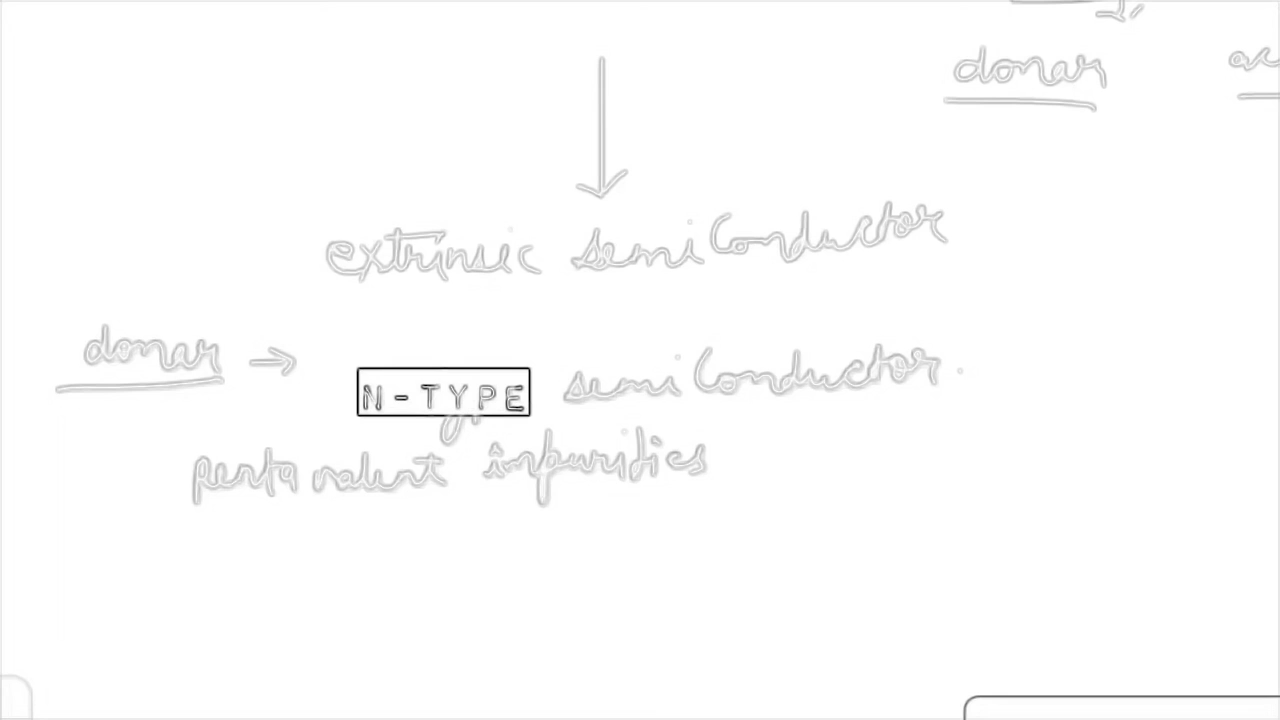 donar
extrinsic semiConductor
donar → N-TYPE semiConductor.
pentavalent impurities